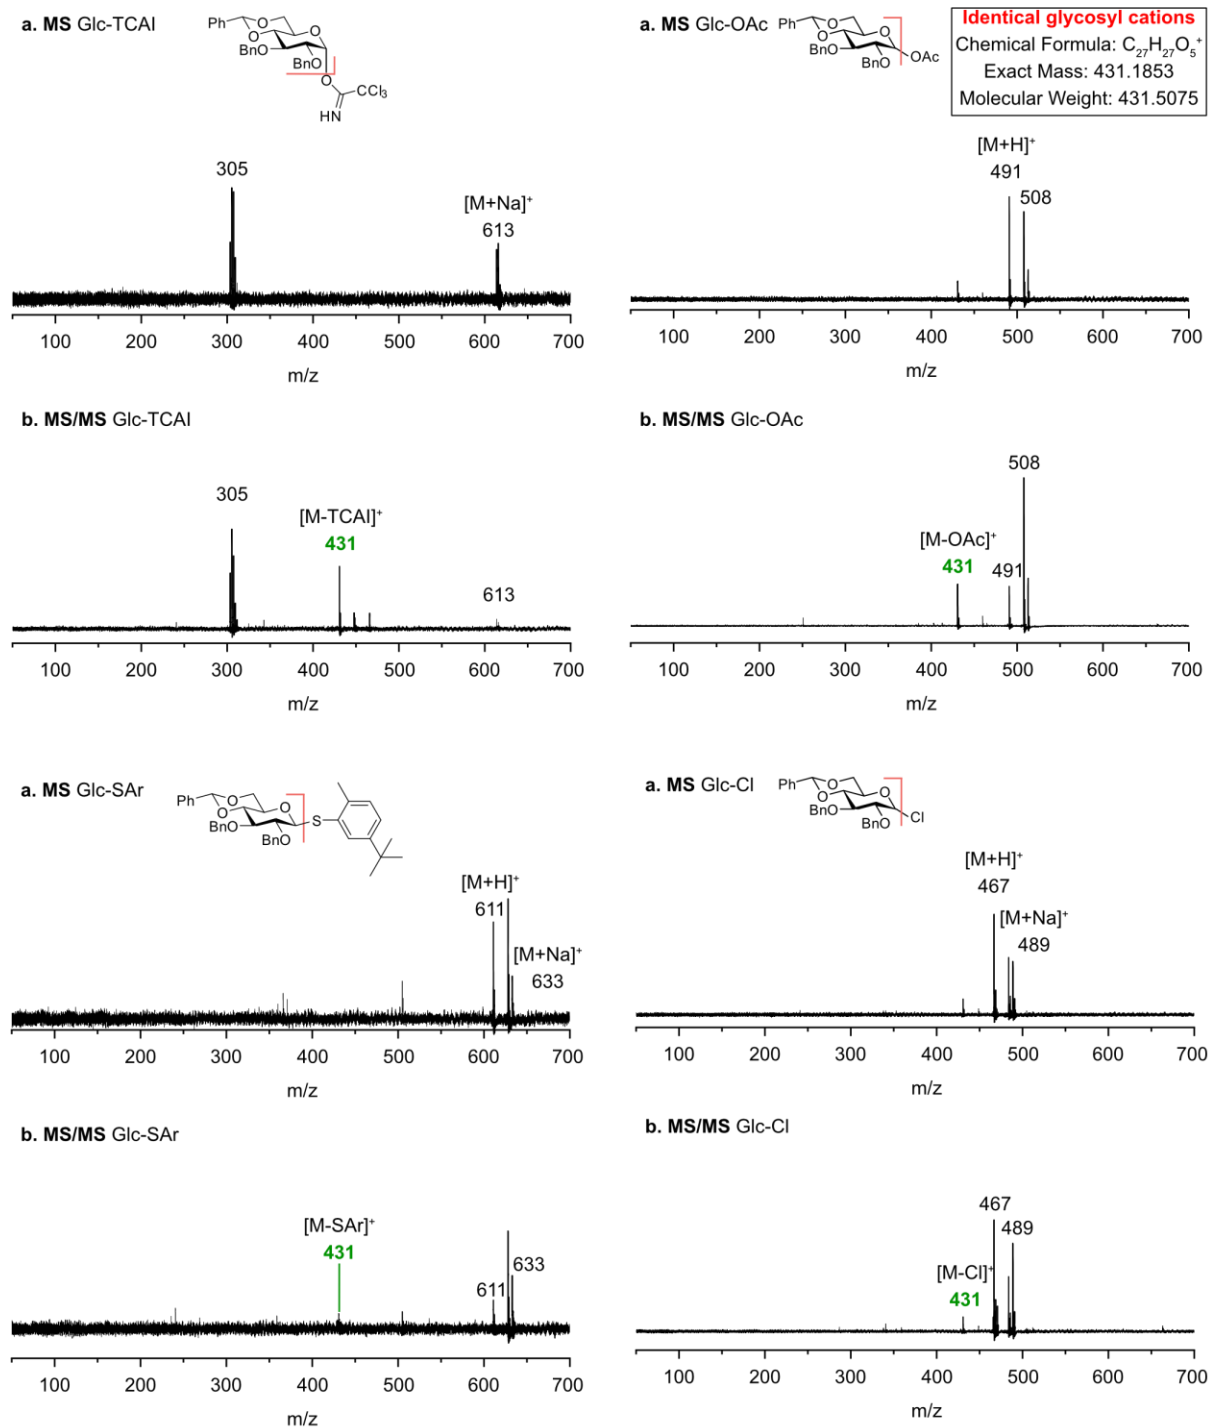 a. MS Glc-TCAI
Ph
O
O
O
BnO
BnO
O
CCl3
HN
305
[M+Na]+
613
100 200 300 400 500 600 700
m/z
a. MS Glc-OAc
Ph
O
O
O
BnO
BnO
OAc
Identical glycosyl cations
Chemical Formula: C27H27O5+
Exact Mass: 431.1853
Molecular Weight: 431.5075
[M+H]+
491
508
100 200 300 400 500 600 700
m/z
b. MS/MS Glc-TCAI
305
[M-TCAI]+
431
613
100 200 300 400 500 600 700
m/z
b. MS/MS Glc-OAc
508
[M-OAc]+
431
491
100 200 300 400 500 600 700
m/z
a. MS Glc-SAr
Ph
O
O
O
BnO
BnO
S
[M+H]+
611
[M+Na]+
633
100 200 300 400 500 600 700
m/z
a. MS Glc-Cl
Ph
O
O
O
BnO
BnO
Cl
[M+H]+
467
[M+Na]+
489
100 200 300 400 500 600 700
m/z
b. MS/MS Glc-SAr
[M-SAr]+
431
611
633
100 200 300 400 500 600 700
m/z
b. MS/MS Glc-Cl
467
489
[M-Cl]+
431
100 200 300 400 500 600 700
m/z